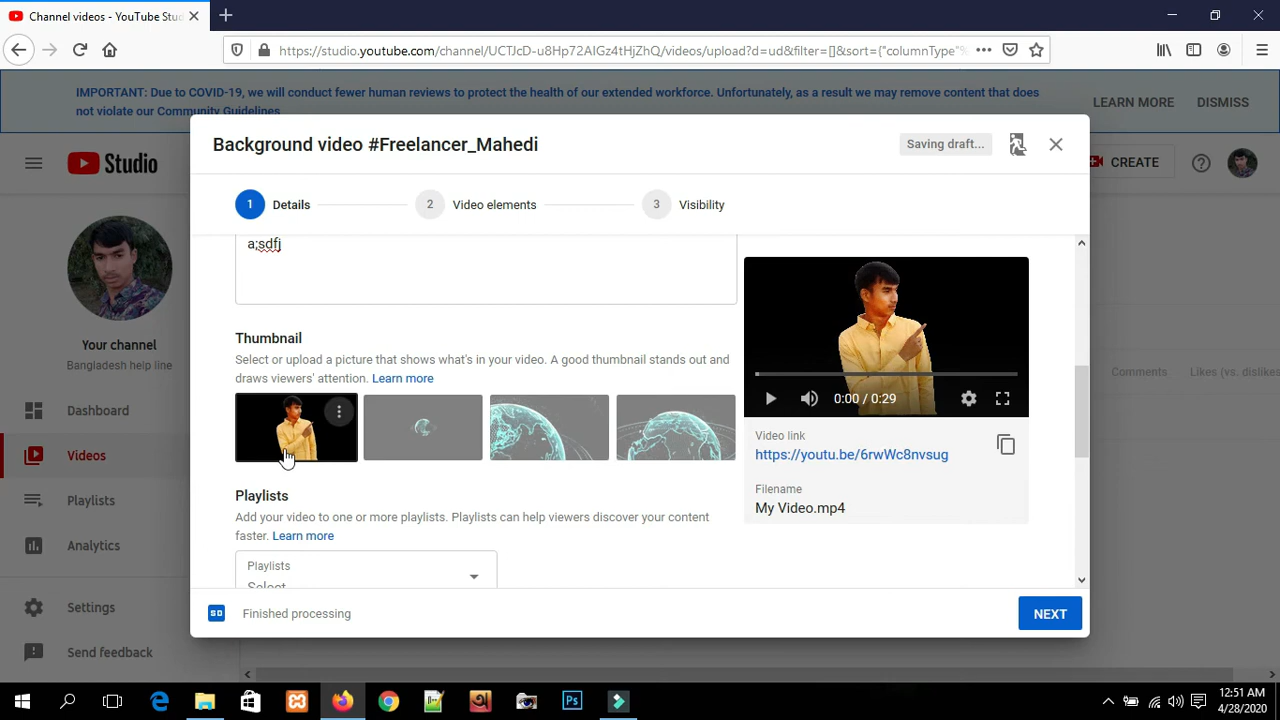 Channel videos - YouTube Stud
https://studio.youtube.com/channel/UCTJcD-u8Hp72AIGz4tHjZhQ/videos/upload?d=ud&filter=[]&sort={"columnType"%
IMPORTANT: Due to COVID-19, we will conduct fewer human reviews to protect the health of our extended workforce. Unfortunately, as a result we may remove content that does
not violate our Community Guidelines
LEARN MORE
DISMISS
Studio
CREATE
Background video #Freelancer_Mahedi
Saving draft...
1
Details
2
Video elements
3
Visibility
a;sdfj
Thumbnail
Select or upload a picture that shows what's in your video. A good thumbnail stands out and
draws viewers' attention. Learn more
Playlists
Add your video to one or more playlists. Playlists can help viewers discover your content
faster. Learn more
Playlists
Select
0:00 / 0:29
Video link
https://youtu.be/6rwWc8nvsug
Filename
My Video.mp4
SD
Finished processing
NEXT
Your channel
Bangladesh help line
Dashboard
Videos
Playlists
Analytics
Settings
Send feedback
Comments
Likes (vs. dislikes
Ps
12:51 AM
4/28/2020